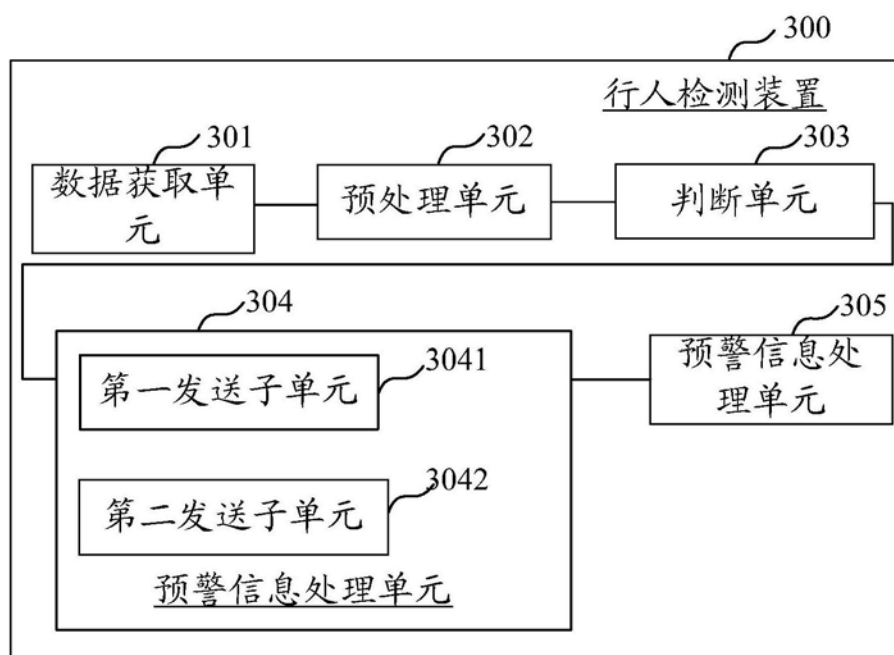 300
行人检测装置
301
302
303
数据获取单
元
预处理单元
判断单元
304
305
第一发送子单元
3041
预警信息处
理单元
第二发送子单元
3042
预警信息处理单元